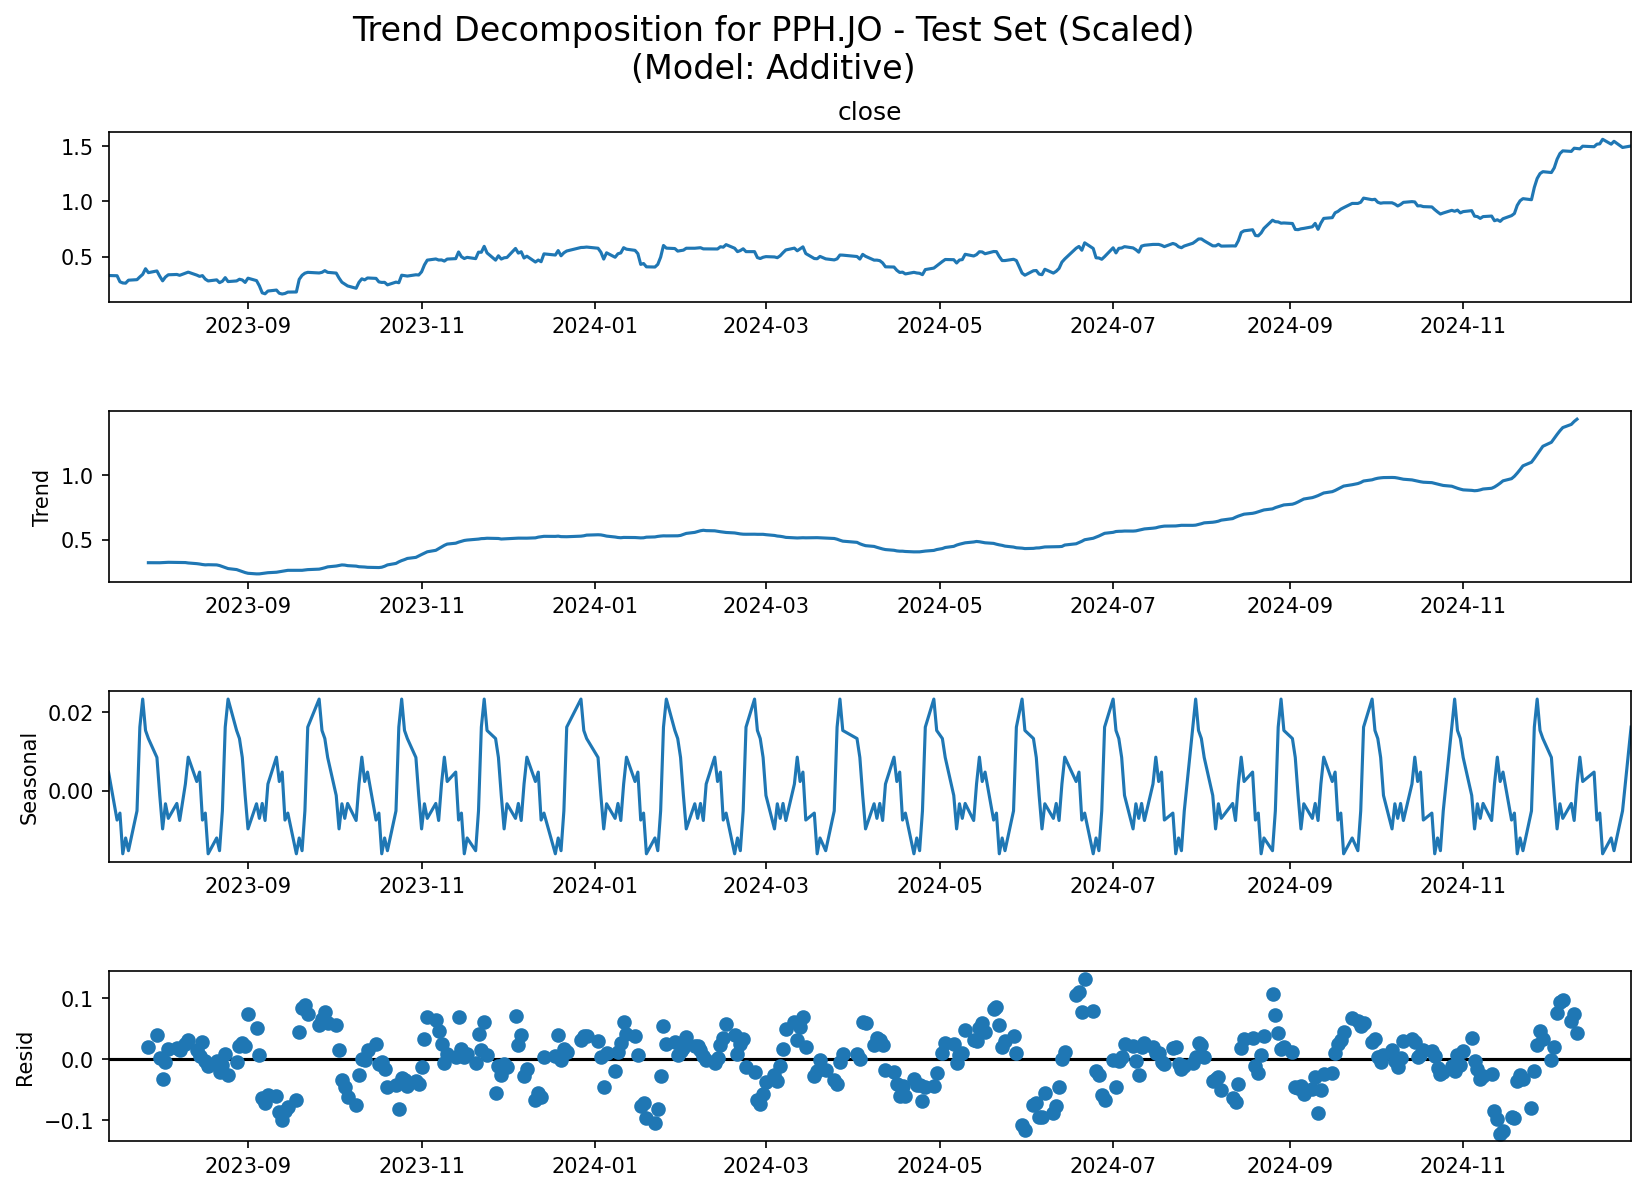 Trend Decomposition for PPH.JO - Test Set (Scaled)
(Model: Additive)
close
1.5
1.0
0.5
2023-09 2023-11 2024-01 2024-03 2024-05 2024-07 2024-09 2024-11
Trend
1.0
0.5
2023-09 2023-11 2024-01 2024-03 2024-05 2024-07 2024-09 2024-11
Seasonal
0.02
0.00
2023-09 2023-11 2024-01 2024-03 2024-05 2024-07 2024-09 2024-11
Resid
0.1
0.0
−0.1
2023-09 2023-11 2024-01 2024-03 2024-05 2024-07 2024-09 2024-11